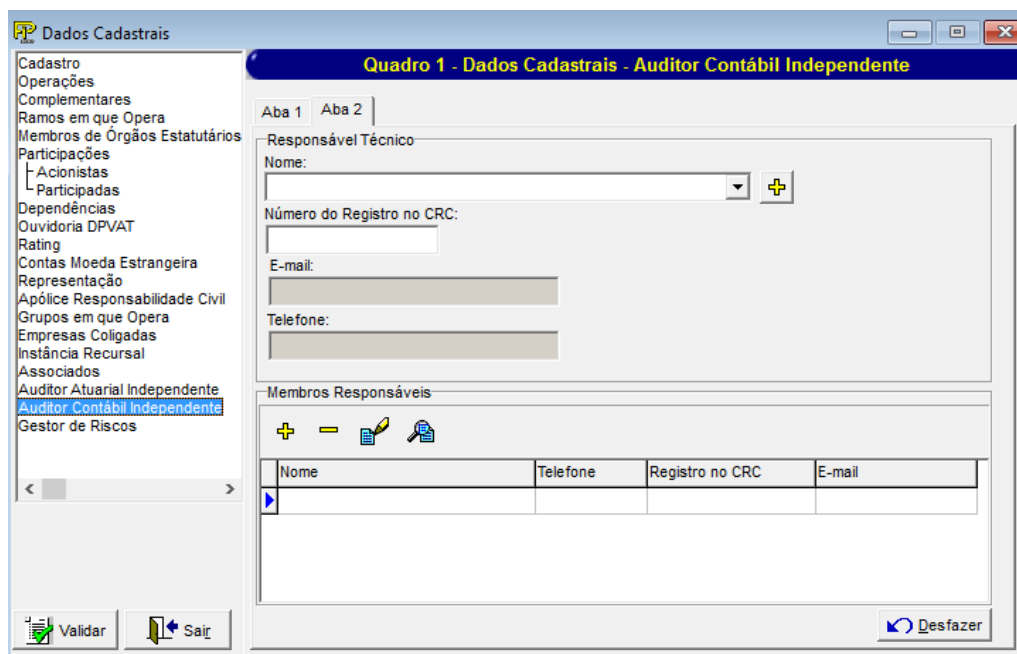 Dados Cadastrais
Cadastro
Operações
Complementares
Ramos em que Opera
Membros de Órgãos Estatutários
Participações
Acionistas
Participadas
Dependências
Ouvidoria DPVAT
Rating
Contas Moeda Estrangeira
Representação
Apólice Responsabilidade Civil
Grupos em que Opera
Empresas Coligadas
Instância Recursal
Associados
Auditor Atuarial Independente
Auditor Contábil Independente
Gestor de Riscos
Validar
Sair
Quadro 1 - Dados Cadastrais - Auditor Contábil Independente
Aba 1 Aba 2
Responsável Técnico
Nome:
Número do Registro no CRC:
E-mail:
Telefone:
Membros Responsáveis
Nome Telefone Registro no CRC E-mail
Desfazer